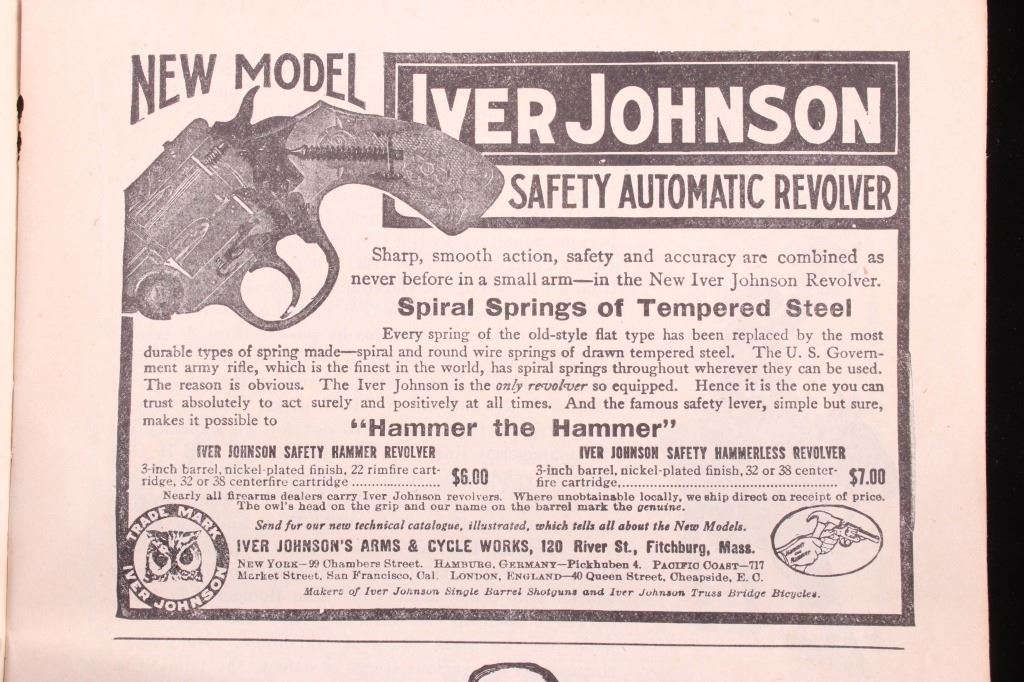 NEW MODEL
IVER JOHNSON
SAFETY AUTOMATIC REVOLVER
Sharp, smooth action, safety and accuracy are combined as
never before in a small arm—in the New Iver Johnson Revolver.
Spiral Springs of Tempered Steel
Every spring of the old-style flat type has been replaced by the most
durable types of spring made—spiral and round wire springs of drawn tempered steel. The U. S. Govern-
ment army rifle, which is the finest in the world, has spiral springs throughout wherever they can be used.
The reason is obvious. The Iver Johnson is the only revolver so equipped. Hence it is the one you can
trust absolutely to act surely and positively at all times. And the famous safety lever, simple but sure,
makes it possible to
"Hammer the Hammer"
IVER JOHNSON SAFETY HAMMER REVOLVER
3-inch barrel, nickel-plated finish, 22 rimfire cart-
ridge, 32 or 38 centerfire cartridge ..................... $6.00
IVER JOHNSON SAFETY HAMMERLESS REVOLVER
3-inch barrel, nickel-plated finish, 32 or 38 center-
fire cartridge,.................................................. $7.00
Nearly all firearms dealers carry Iver Johnson revolvers. Where unobtainable locally, we ship direct on receipt of price.
The owl's head on the grip and our name on the barrel mark the genuine.
Send for our new technical catalogue, illustrated, which tells all about the New Models.
TRADE MARK
IVER JOHNSON
IVER JOHNSON'S ARMS & CYCLE WORKS, 120 River St., Fitchburg, Mass.
NEW YORK—99 Chambers Street. HAMBURG, GERMANY—Pickhuben 4. PACIFIC COAST—717
Market Street, San Francisco, Cal. LONDON, ENGLAND—40 Queen Street, Cheapside, E. C.
Makers of Iver Johnson Single Barrel Shotguns and Iver Johnson Truss Bridge Bicycles.
Hammer
the
Hammer